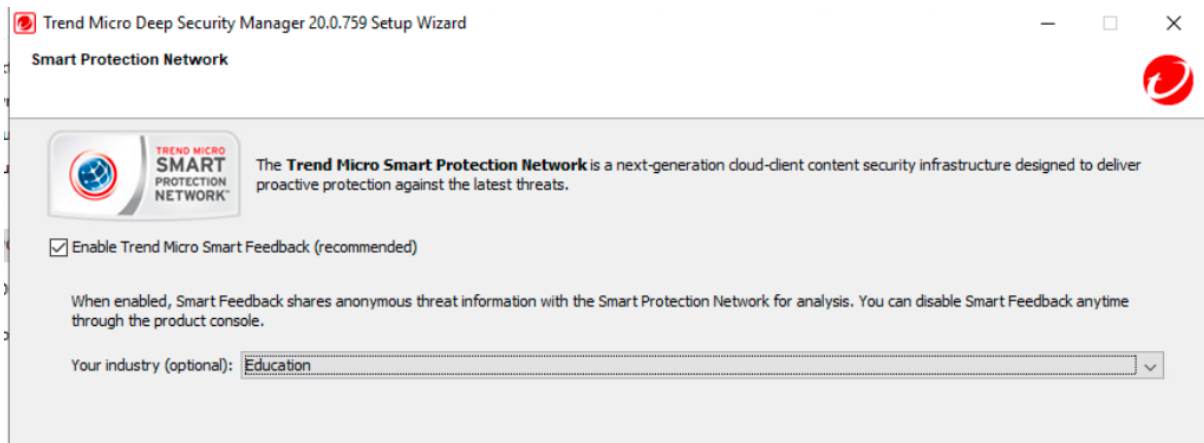 Trend Micro Deep Security Manager 20.0.759 Setup Wizard
Smart Protection Network
TREND MICRO
SMART
PROTECTION
NETWORK™
The Trend Micro Smart Protection Network is a next-generation cloud-client content security infrastructure designed to deliver
proactive protection against the latest threats.
Enable Trend Micro Smart Feedback (recommended)
When enabled, Smart Feedback shares anonymous threat information with the Smart Protection Network for analysis. You can disable Smart Feedback anytime
through the product console.
Your industry (optional): Education